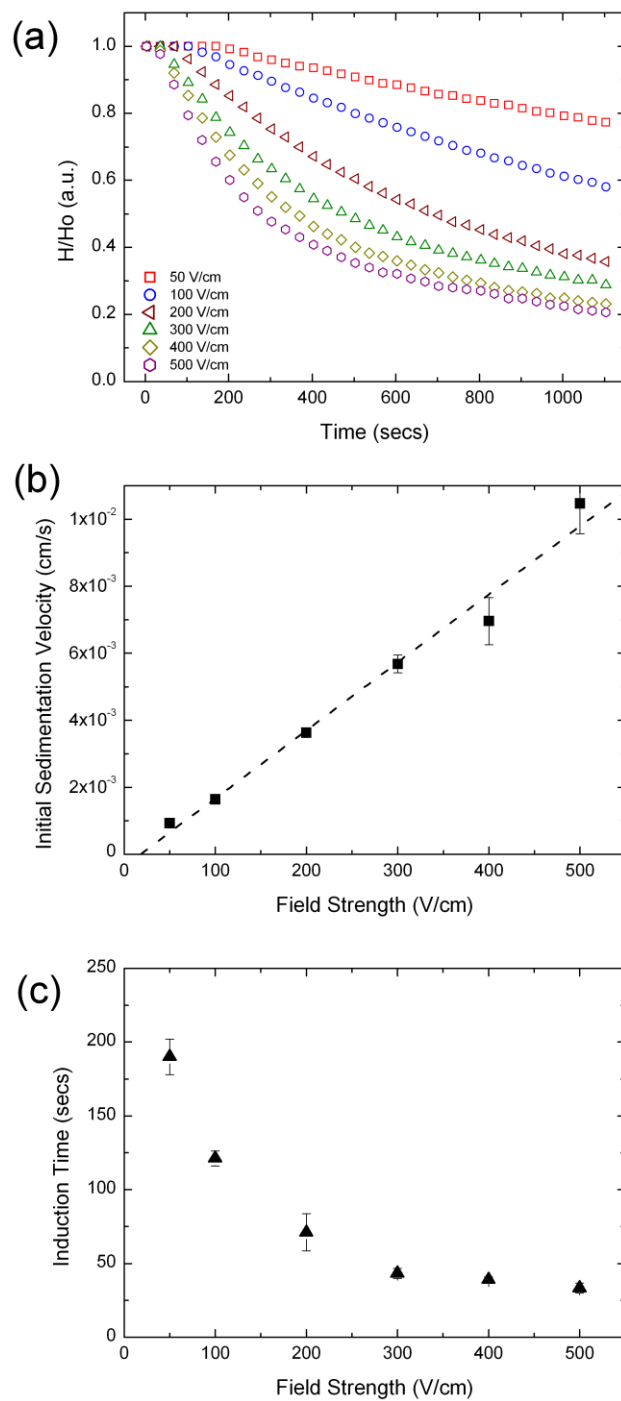 (a)
1.0
0.8
0.6
0.4
0.2
0.0
H/Ho (a.u.)
50 V/cm
100 V/cm
200 V/cm
300 V/cm
400 V/cm
500 V/cm
0 200 400 600 800 1000
Time (secs)
(b)
1x10⁻²
8x10⁻³
6x10⁻³
4x10⁻³
2x10⁻³
0
Initial Sedimentation Velocity (cm/s)
0 100 200 300 400 500
Field Strength (V/cm)
(c)
250
200
150
100
50
0
Induction Time (secs)
0 100 200 300 400 500
Field Strength (V/cm)